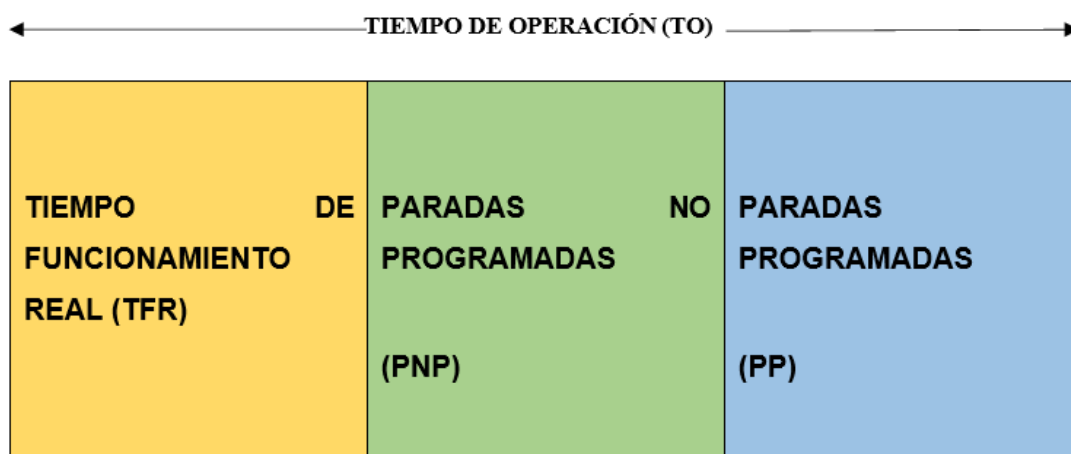 TIEMPO DE OPERACIÓN (TO)
TIEMPO DE
FUNCIONAMIENTO
REAL (TFR)
PARADAS NO
PROGRAMADAS
(PNP)
PARADAS
PROGRAMADAS
(PP)